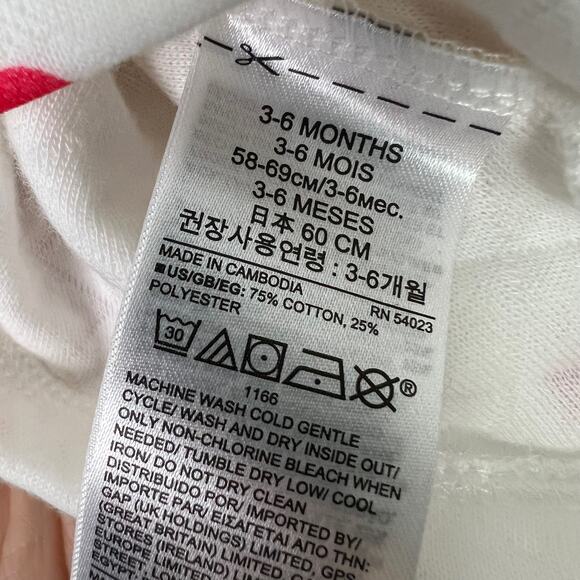 3-6 MONTHS
3-6 MOIS
58-69см/3-6мес.
3-6 MESES
日本 60 CM
권장사용연령 : 3-6개월
MADE IN CAMBODIA RN 54023
■US/GB/EG: 75% COTTON, 25%
POLYESTER
30 ®
1166
MACHINE WASH COLD GENTLE
CYCLE/ WASH AND DRY INSIDE OUT/
ONLY NON-CHLORINE BLEACH WHEN
NEEDED/ TUMBLE DRY LOW/ COOL
IRON/ DO NOT DRY CLEAN
DISTRIBUIDO POR/ IMPORTED BY/
IMPORTE PAR/ ΕΙΣΑΓΕΤΑΙ ΑΠΟ ΤΗΝ:
GAP (UK HOLDINGS) LIMITED, GPS
(GREAT BRITAIN) LIMITED,
STORES (IRELAND) LIMITED,
EUROPE LIMITED,
STREET
EGYPT